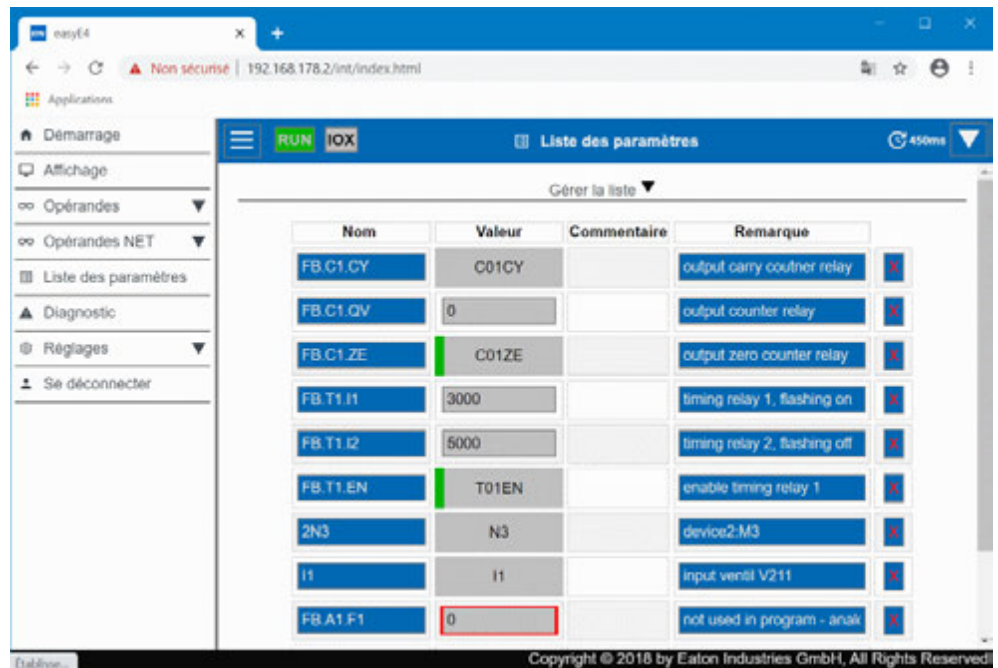 easyE4
Non sécurisé | 192.168.178.2/int/index.html
Applications
Démarrage
Affichage
Opérandes
Opérandes NET
Liste des paramètres
Diagnostic
Réglages
Se déconnecter
RUN IOX Liste des paramètres 450ms
Gérer la liste
Nom Valeur Commentaire Remarque
FB.C1.CY C01CY output carry coutner relay X
FB.C1.QV 0 output counter relay X
FB.C1.ZE C01ZE output zero counter relay X
FB.T1.I1 3000 timing relay 1, flashing on X
FB.T1.I2 5000 timing relay 2, flashing off X
FB.T1.EN T01EN enable timing relay 1 X
2N3 N3 device2:M3 X
I1 I1 input ventil V211 X
FB.A1.F1 0 not used in program - anal X
Copyright © 2018 by Eaton Industries GmbH, All Rights Reserved